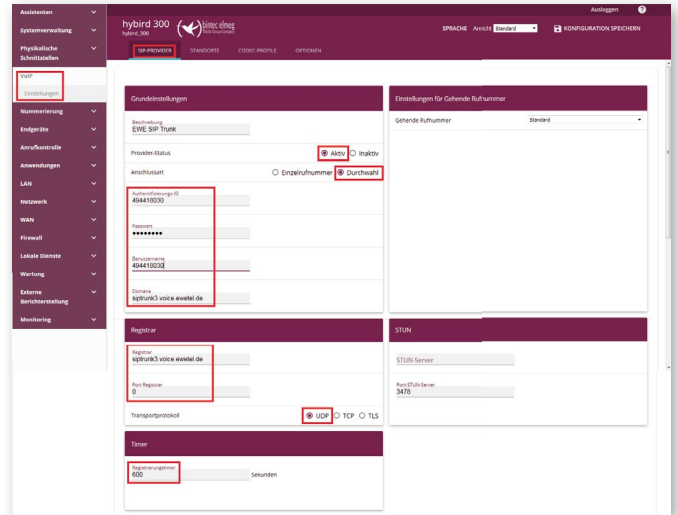 Ausloggen ?
hybird 300
hybird_300
bintec elmeg
SPRACHE Ansicht Standard KONFIGURATION SPEICHERN
SIP-PROVIDER STANDORTE CODEC-PROFILE OPTIONEN
Assistenten
Systemverwaltung
Physikalische
Schnittstellen
VoIP
Einstellungen
Nummerierung
Endgeräte
Anrufkontrolle
Anwendungen
LAN
Netzwerk
WAN
Firewall
Lokale Dienste
Wartung
Externe
Berichterstellung
Monitoring
Grundeinstellungen
Beschreibung
EWE SIP Trunk
Provider-Status Aktiv Inaktiv
Anschlussart Einzelrufnummer Durchwahl
Authentifizierungs-ID
494418030
Passwort
••••••••
Benutzername
494418030
Domäne
siptrunk3.voice.ewetel.de
Einstellungen für Gehende Rufnummer
Gehende Rufnummer Standard
Registrar
Registrar
siptrunk3.voice.ewetel.de
Port Registrar
0
Transportprotokoll UDP TCP TLS
STUN
STUN-Server
Port STUN-Server
3478
Timer
Registrierungstimer
600 Sekunden